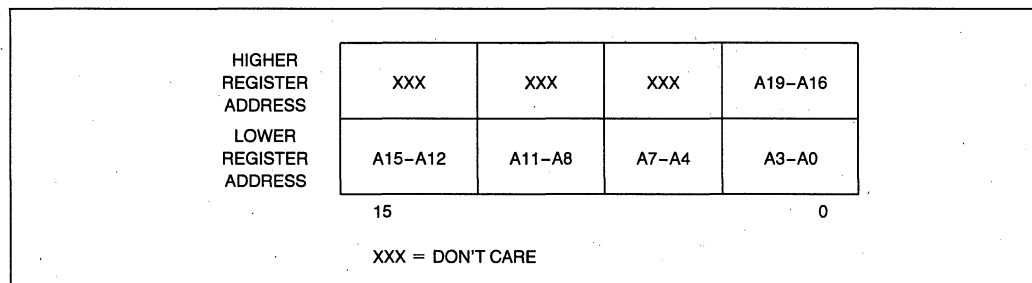 HIGHER
REGISTER
ADDRESS
XXX XXX XXX A19–A16
LOWER
REGISTER
ADDRESS
A15–A12 A11–A8 A7–A4 A3–A0
15 0
XXX = DON'T CARE